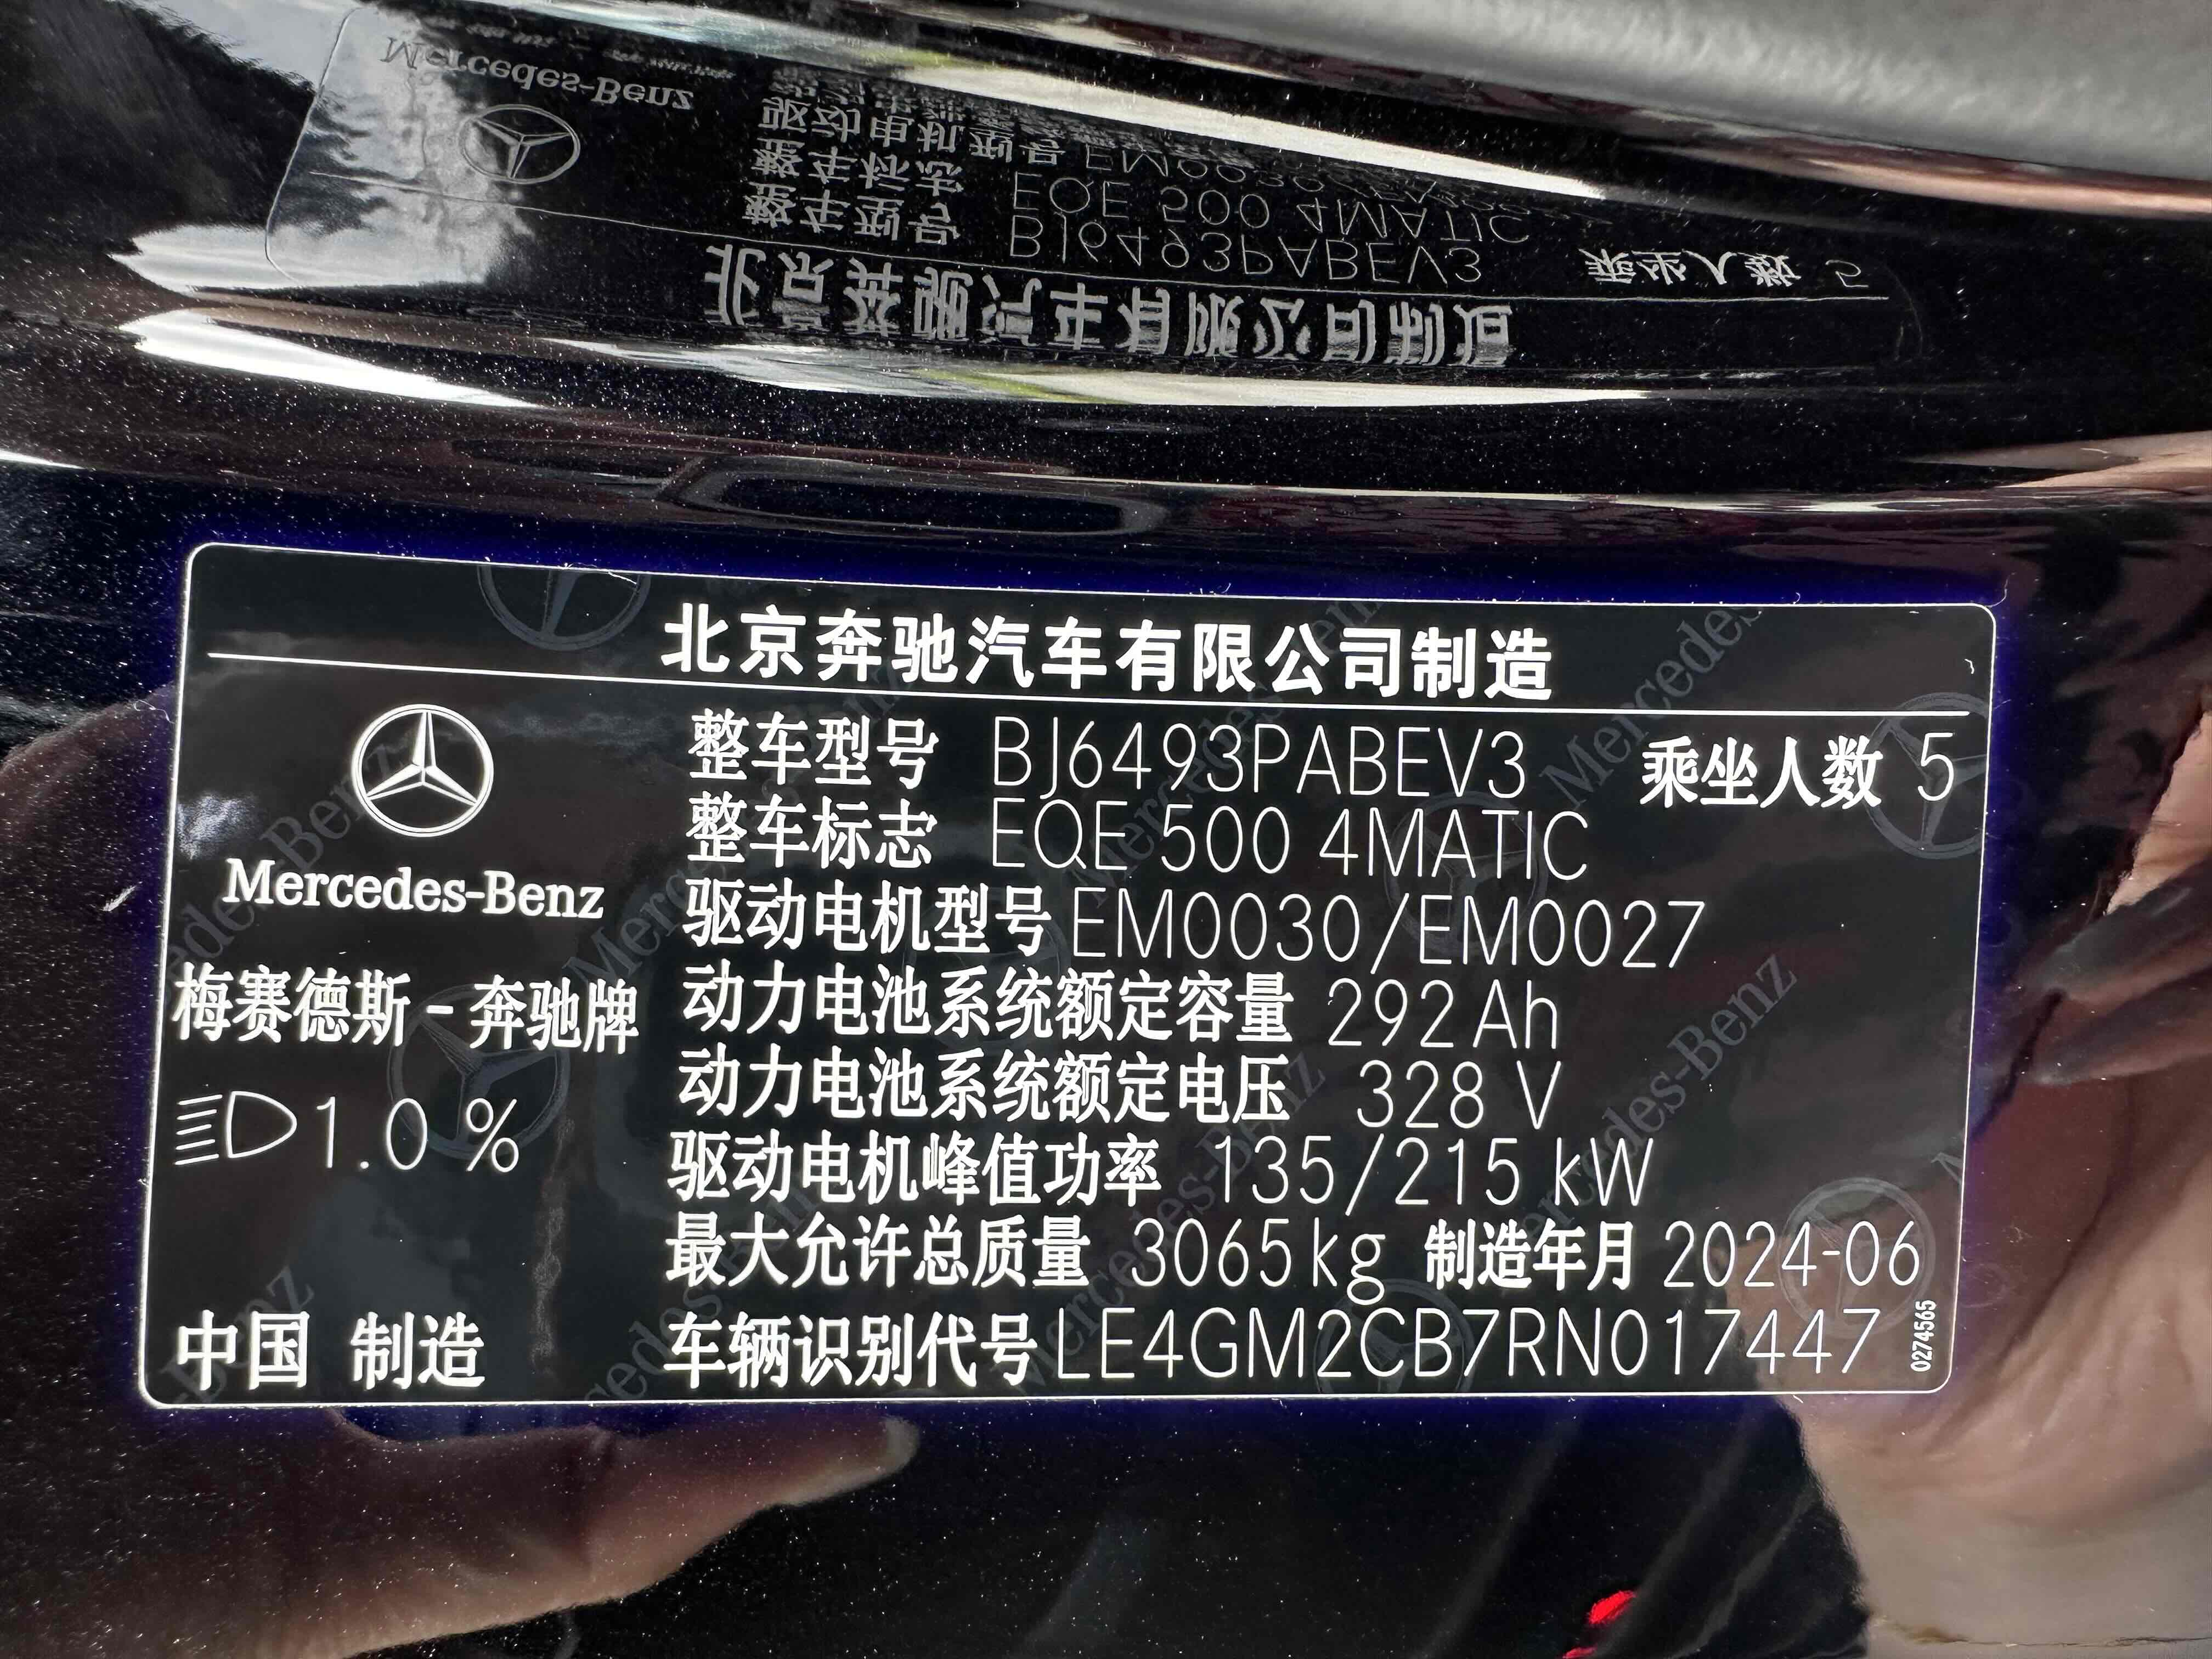 北京奔驰汽车有限公司制造
整车型号 BJ6493PABEV3 乘坐人数 5
整车标志 EQE 500 4MATIC
Mercedes-Benz
驱动电机型号 EM0030/EM0027
梅赛德斯-奔驰牌
动力电池系统额定容量 292 Ah
动力电池系统额定电压 328 V
1.0 %
驱动电机峰值功率 135/215 kW
最大允许总质量 3065 kg 制造年月 2024-06
中国 制造
车辆识别代号 LE4GM2CB7RN017447
0274565